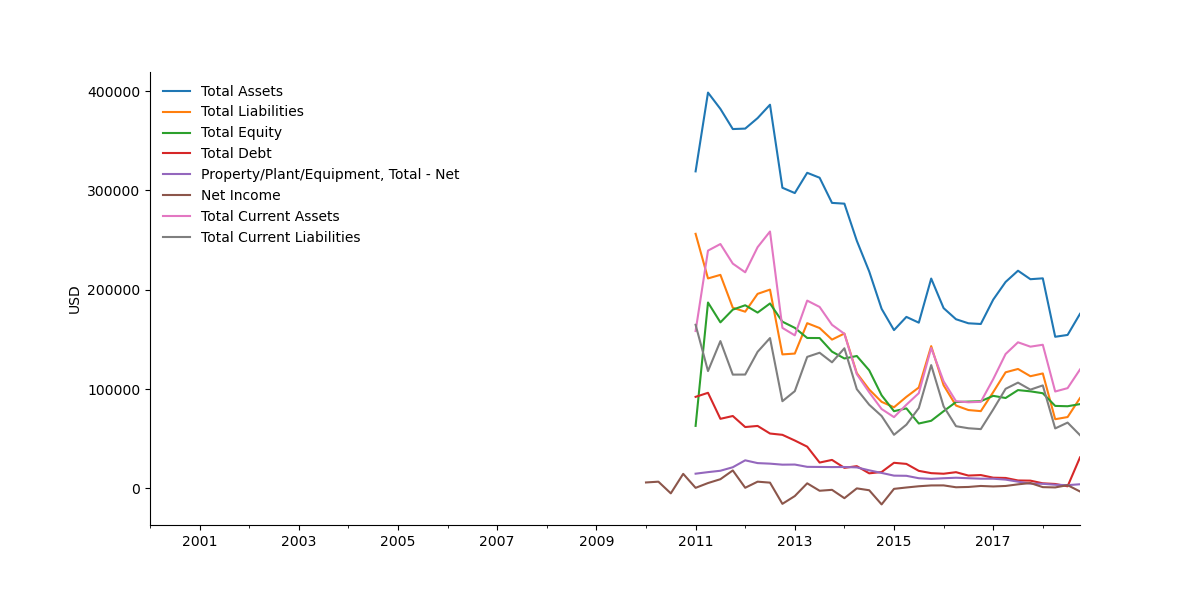 400000
300000
200000
100000
0
USD
Total Assets
Total Liabilities
Total Equity
Total Debt
Property/Plant/Equipment, Total - Net
Net Income
Total Current Assets
Total Current Liabilities
2001 2003 2005 2007 2009 2011 2013 2015 2017